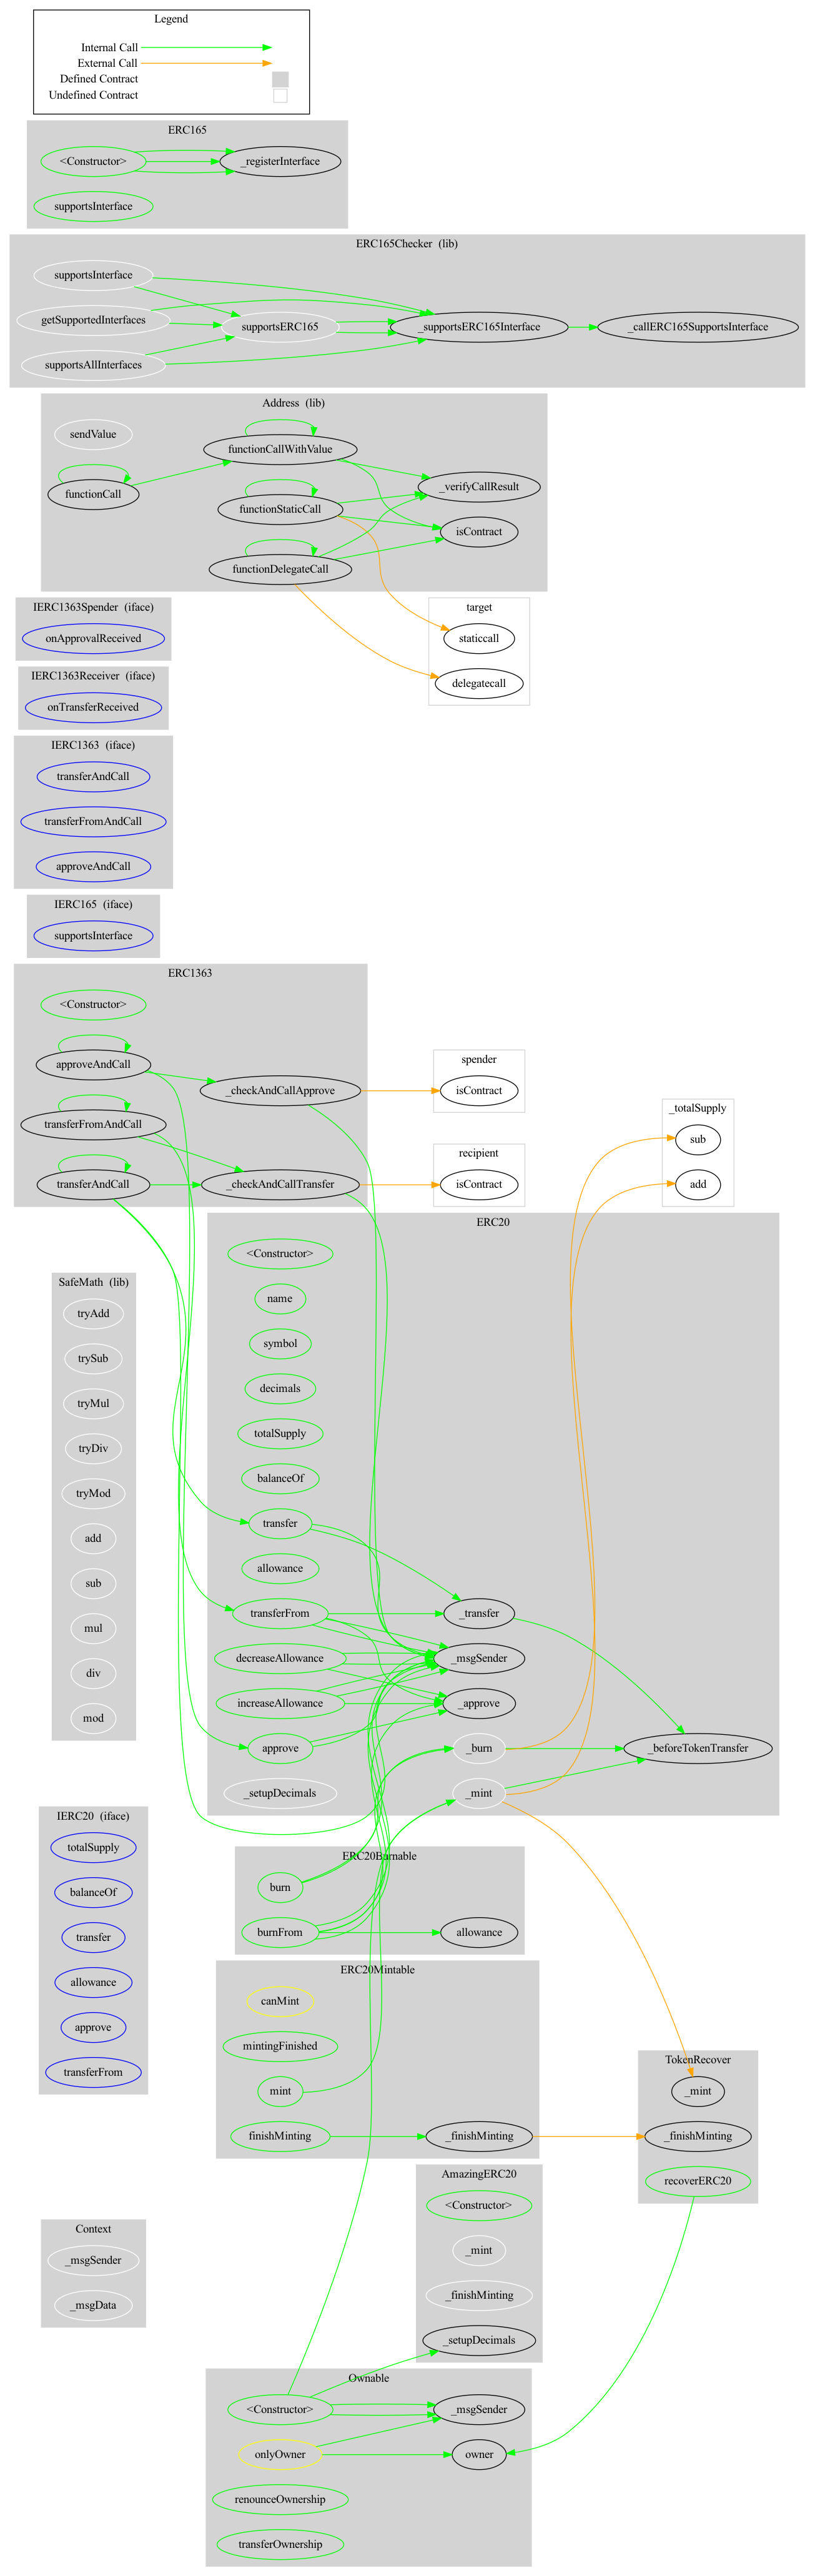 Legend
Internal Call
External Call
Defined Contract
Undefined Contract
ERC165
<Constructor>
_registerInterface
supportsInterface
ERC165Checker  (lib)
supportsInterface
getSupportedInterfaces
supportsERC165
_supportsERC165Interface
_callERC165SupportsInterface
supportsAllInterfaces
Address  (lib)
sendValue
functionCallWithValue
functionCall
_verifyCallResult
functionStaticCall
isContract
functionDelegateCall
IERC1363Spender  (iface)
onApprovalReceived
target
staticcall
delegatecall
IERC1363Receiver  (iface)
onTransferReceived
IERC1363  (iface)
transferAndCall
transferFromAndCall
approveAndCall
IERC165  (iface)
supportsInterface
ERC1363
<Constructor>
approveAndCall
_checkAndCallApprove
transferFromAndCall
transferAndCall
_checkAndCallTransfer
spender
isContract
recipient
isContract
_totalSupply
sub
add
ERC20
<Constructor>
name
symbol
decimals
totalSupply
balanceOf
transfer
allowance
transferFrom
_transfer
decreaseAllowance
_msgSender
increaseAllowance
_approve
approve
_burn
_beforeTokenTransfer
_setupDecimals
_mint
SafeMath  (lib)
tryAdd
trySub
tryMul
tryDiv
tryMod
add
sub
mul
div
mod
IERC20  (iface)
totalSupply
balanceOf
transfer
allowance
approve
transferFrom
ERC20Burnable
burn
burnFrom
allowance
ERC20Mintable
canMint
mintingFinished
mint
finishMinting
_finishMinting
TokenRecover
_mint
_finishMinting
recoverERC20
AmazingERC20
<Constructor>
_mint
_finishMinting
_setupDecimals
Context
_msgSender
_msgData
Ownable
<Constructor>
_msgSender
onlyOwner
owner
renounceOwnership
transferOwnership